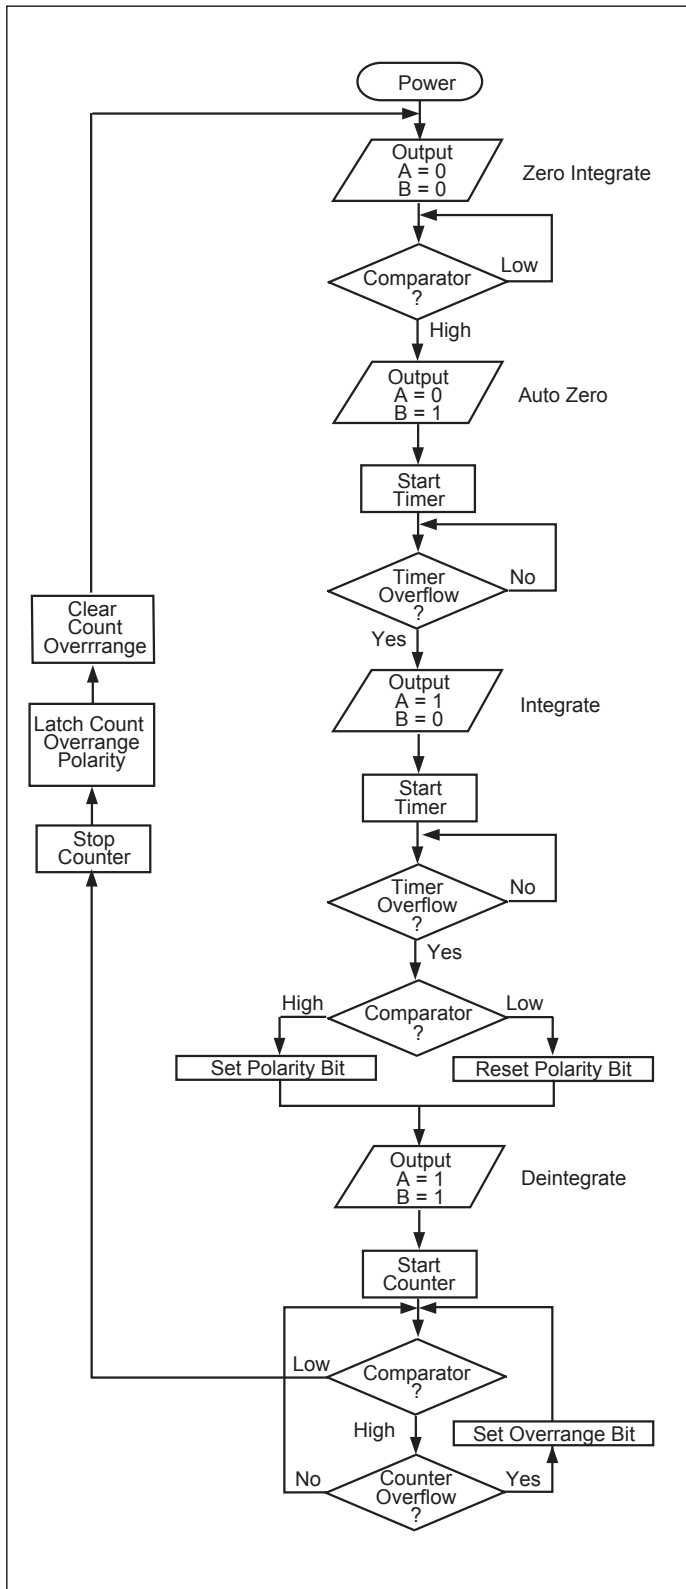 Power
Output
A = 0
B = 0
Zero Integrate
Low
Comparator
?
High
Output
A = 0
B = 1
Auto Zero
Start
Timer
Timer
Overflow
?
No
Yes
Output
A = 1
B = 0
Integrate
Start
Timer
Timer
Overflow
?
No
Yes
Comparator
?
High
Low
Set Polarity Bit
Reset Polarity Bit
Output
A = 1
B = 1
Deintegrate
Start
Counter
Comparator
?
Low
High
Counter
Overflow
?
No
Yes
Set Overrange Bit
Stop
Counter
Latch Count
Overrange
Polarity
Clear
Count
Overrrange